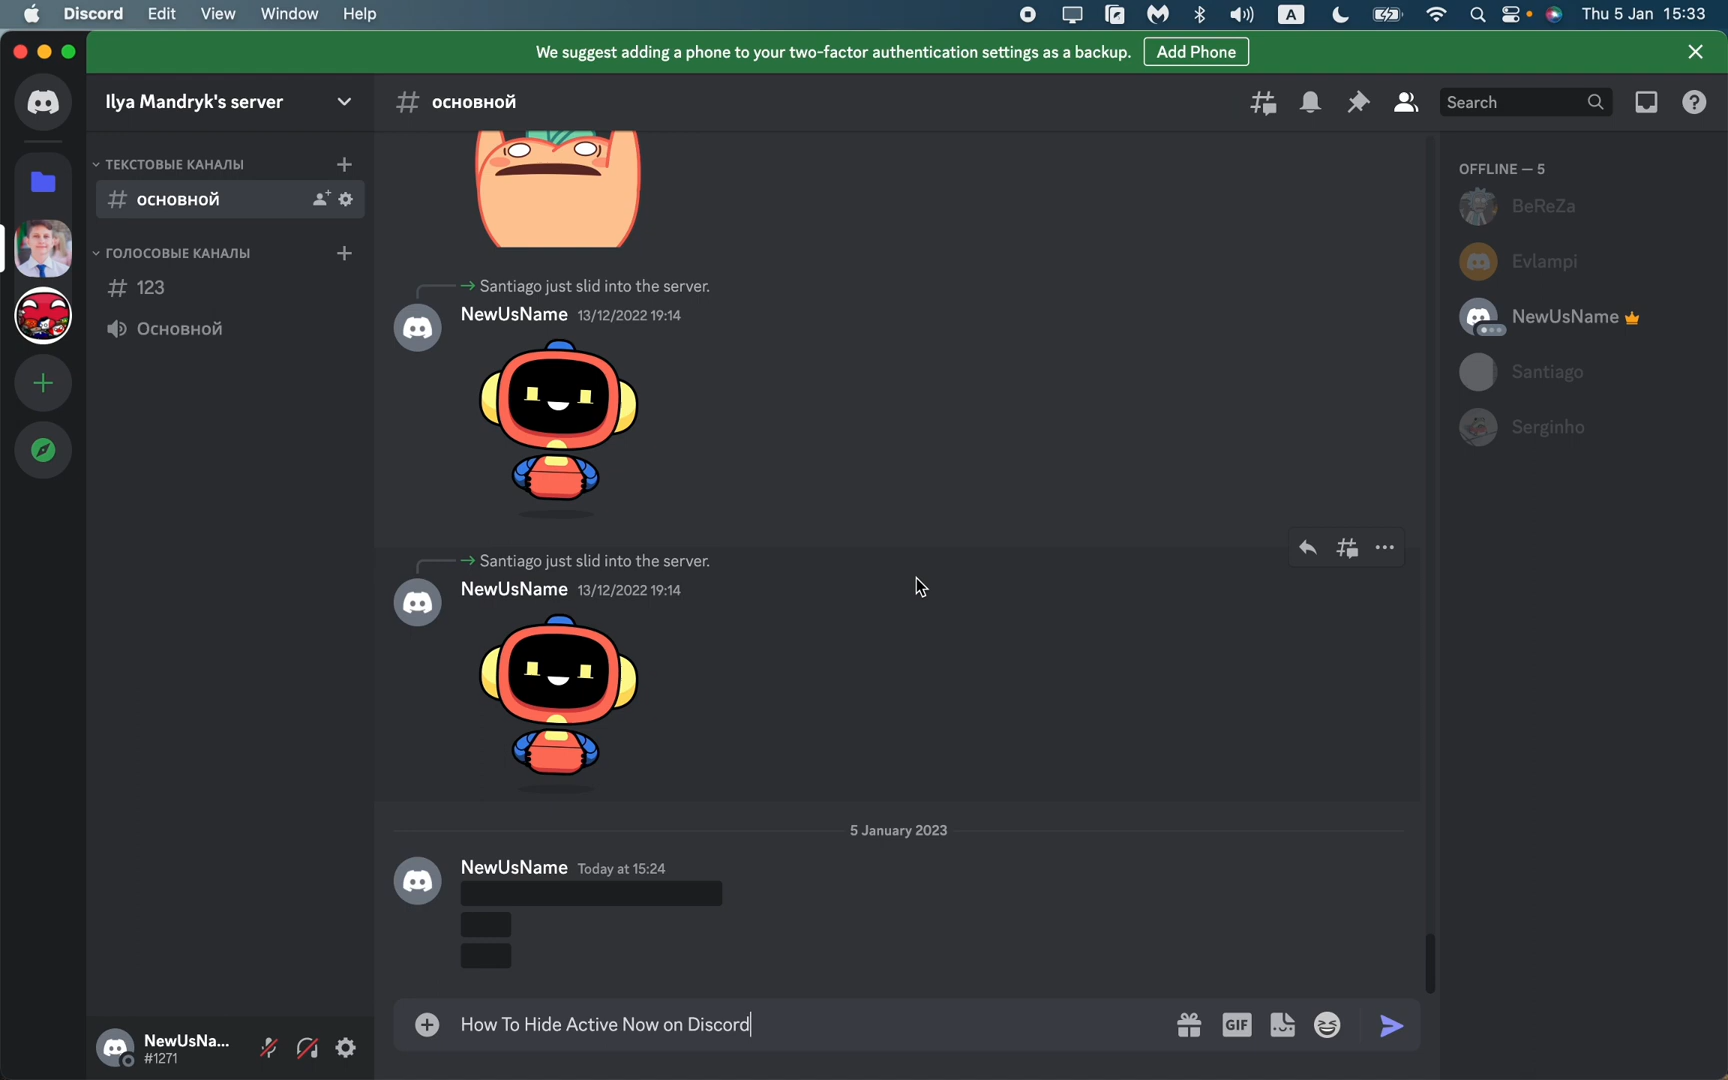 Discord Edit View Window Help
A
Thu 5 Jan 15:33
We suggest adding a phone to your two-factor authentication settings as a backup. Add Phone
Ilya Mandryk's server
основной
Search
ТЕКСТОВЫЕ КАНАЛЫ
основной
ГОЛОСОВЫЕ КАНАЛЫ
123
Основной
Santiago just slid into the server.
NewUsName 13/12/2022 19:14
Santiago just slid into the server.
NewUsName 13/12/2022 19:14
5 January 2023
NewUsName Today at 15:24
How To Hide Active Now on Discord
GIF
OFFLINE — 5
BeReZa
Evlampi
NewUsName
Santiago
Serginho
NewUsNa...
#1271